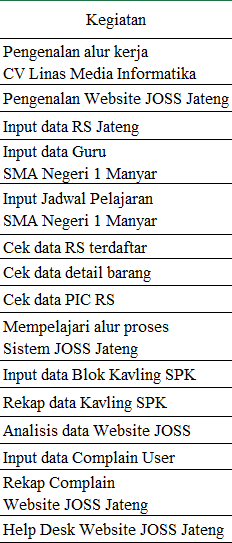 Kegiatan
Pengenalan alur kerja
CV Linas Media Informatika
Pengenalan Website JOSS Jateng
Input data RS Jateng
Input data Guru
SMA Negeri 1 Manyar
Input Jadwal Pelajaran
SMA Negeri 1 Manyar
Cek data RS terdaftar
Cek data detail barang
Cek data PIC RS
Mempelajari alur proses
Sistem JOSS Jateng
Input data Blok Kavling SPK
Rekap data Kavling SPK
Analisis data Website JOSS
Input data Complain User
Rekap Complain
Website JOSS Jateng
Help Desk Website JOSS Jateng